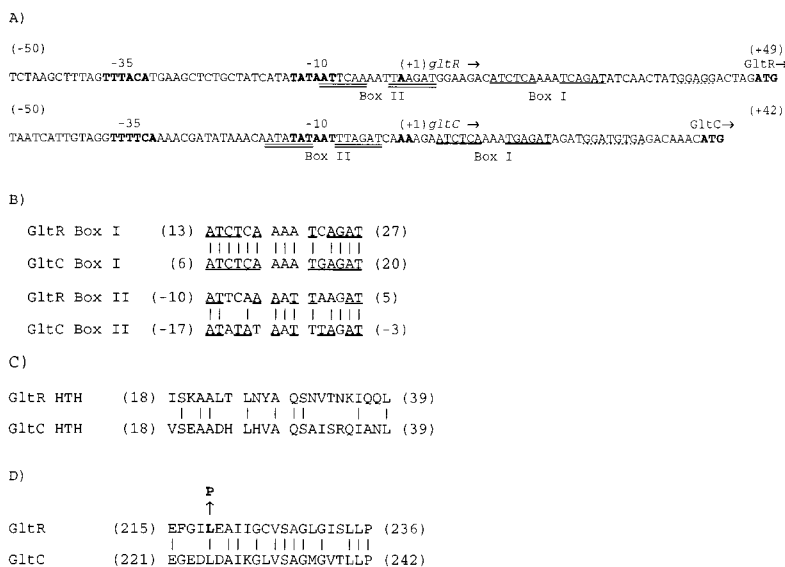 A)
(-50) (+49)
-35 -10 (+1) gltR → GltR→
TCTAAGCTTTAGTTTACATGAAGCTCTGCTATCATATATAATTCAAAATTAAGATGGAAGACATCTCAAAATCAGATATCAACTATGGAGGACTAGATG
Box II Box I
(-50) (+42)
-35 -10 (+1) gltC → GltC→
TAATCATTGTAGGTTTTCAAAACGATATAAACAATATATATAATTTAGATCAAAAGAATCTCAAAATGAGATAGATGGATGTGAGACAAACATG
Box II Box I
B)
GltR Box I (13) ATCTCA AAA TCAGAT (27)
|||||| ||| | ||||
GltC Box I (6) ATCTCA AAA TGAGAT (20)
GltR Box II (-10) ATTCAA AAT TAAGAT (5)
|| | | | | ||||
GltC Box II (-17) ATATAT AAT TTAGAT (-3)
C)
GltR HTH (18) ISKAALT LNYA QSNVTNKIQQL (39)
| || | | || | |
GltC HTH (18) VSEAADH LHVA QSAISRQIANL (39)
D)
P
↑
GltR (215) EFGILEAIIGCVSAGLGISLLP (236)
| | || | |||| | |||
GltC (221) EGEDLDAIKGLVSAGMGVTLLP (242)